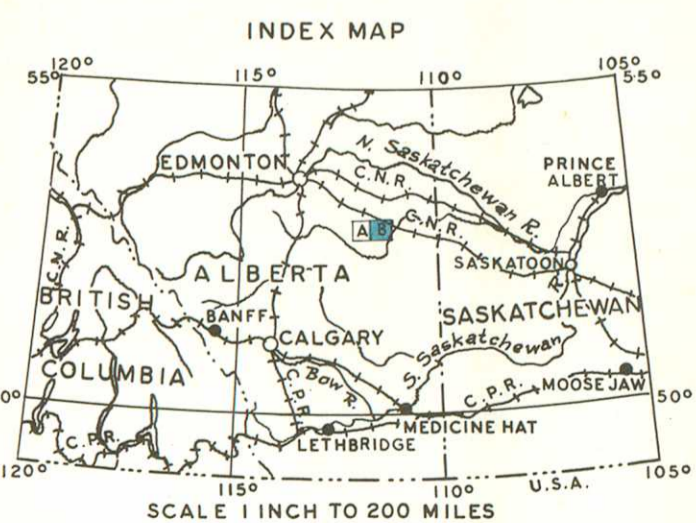 INDEX MAP
120°
115°
110°
105°
55°
55°
N. Saskatchewan R.
EDMONTON
C.N.R.
PRINCE
ALBERT
A B
C.N.R.
SASKATOON
C.N.R.
ALBERTA
R.
BRITISH
BANFF
SASKATCHEWAN
CALGARY
S. Saskatchewan
COLUMBIA
C.P.R.
Bow R.
C.P.R.
MOOSE JAW
0°
50°
C.P.R.
MEDICINE HAT
LETHBRIDGE
120°
115°
110°
U.S.A.
105°
SCALE 1 INCH TO 200 MILES